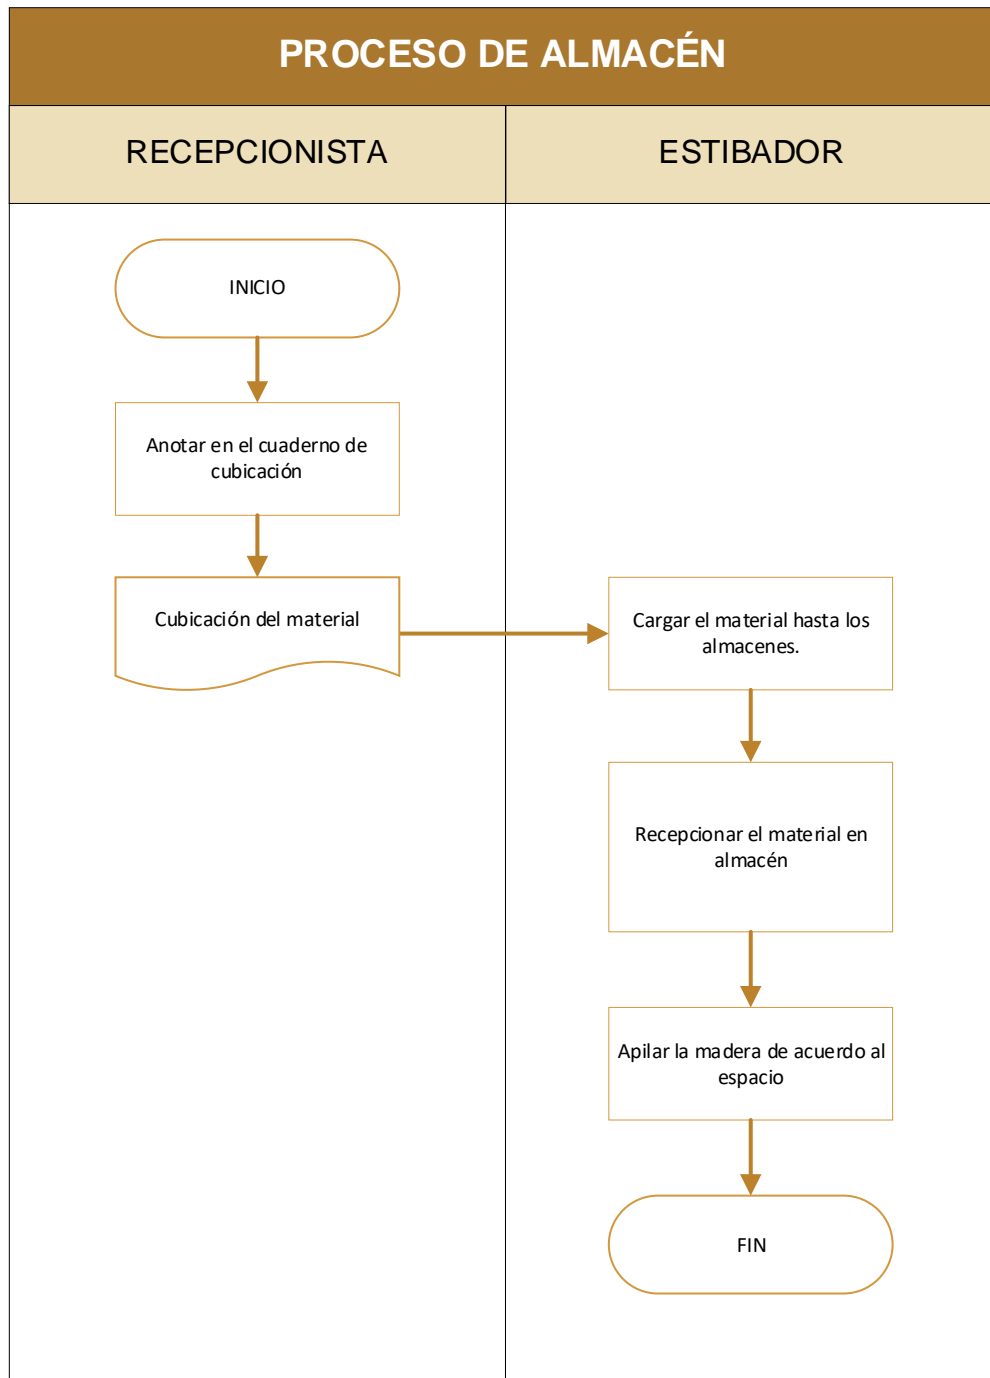 PROCESO DE ALMACÉN
RECEPCIONISTA
ESTIBADOR
INICIO
Anotar en el cuaderno de
cubicación
Cubicación del material
Cargar el material hasta los
almacenes.
Recepcionar el material en
almacén
Apilar la madera de acuerdo al
espacio
FIN